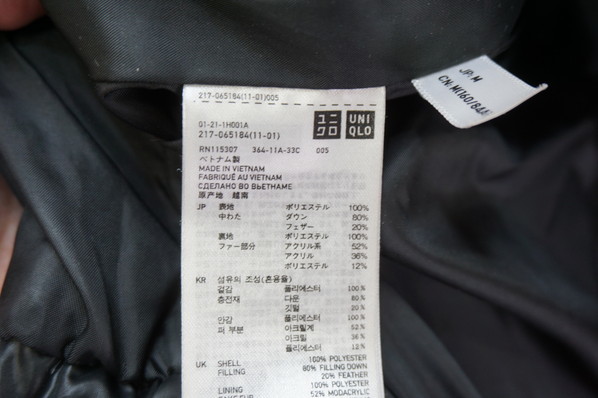 217-065184(11-01)005
01-21-1H001A
217-065184(11-01)
ユニクロ
UNIQLO
RN115307 364-11A-33C 005
ベトナム製
MADE IN VIETNAM
FABRIQUÉ AU VIETNAM
СДЕЛАНО ВО ВЬЕТНАМЕ
原产地 越南
JP 表地 ポリエステル 100%
中わた ダウン 80%
フェザー 20%
裏地 ポリエステル 100%
ファー部分 アクリル系 52%
アクリル 36%
ポリエステル 12%
KR 섬유의 조성(혼용율)
겉감 폴리에스터 100%
충전재 다운 80%
깃털 20%
안감 폴리에스터 100%
퍼 부분 아크릴계 52%
아크릴 36%
폴리에스터 12%
UK SHELL 100% POLYESTER
FILLING 80% FILLING DOWN
20% FEATHER
LINING 100% POLYESTER
52% MODACRYLIC
JP: M
CN: M(160/84A